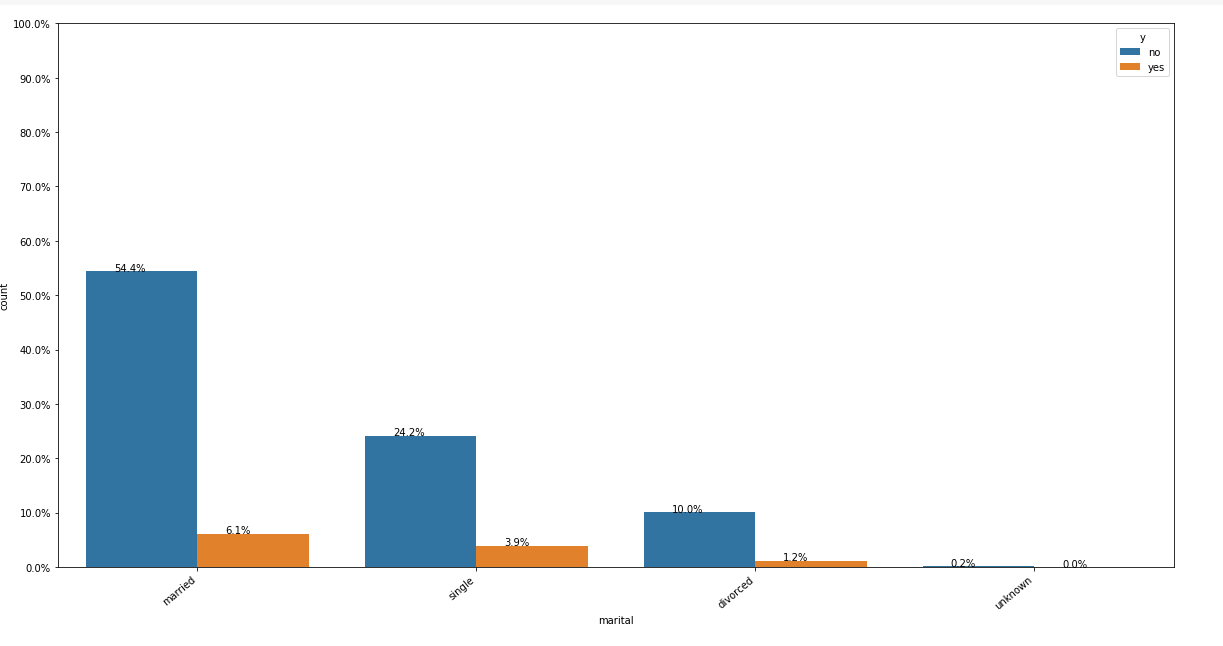 100.0%
90.0%
80.0%
70.0%
60.0%
50.0%
40.0%
30.0%
20.0%
10.0%
0.0%
count
y
no
yes
54.4%
6.1%
24.2%
3.9%
10.0%
1.2%
0.2%
0.0%
married
single
divorced
unknown
marital